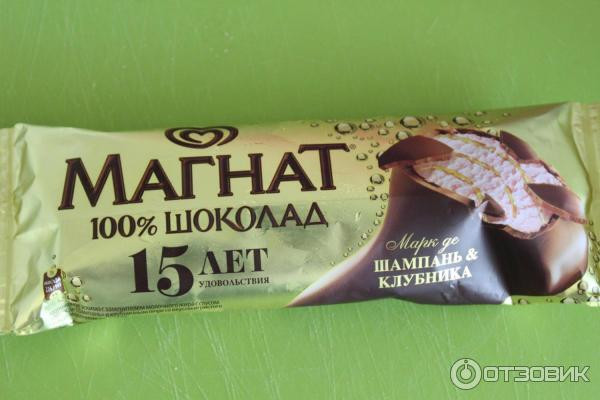 МАГНАТ
100% ШОКОЛАД
15 ЛЕТ
УДОВОЛЬСТВИЯ
Марк де
ШАМПАНЬ &
КЛУБНИКА
ОТЗОВИК